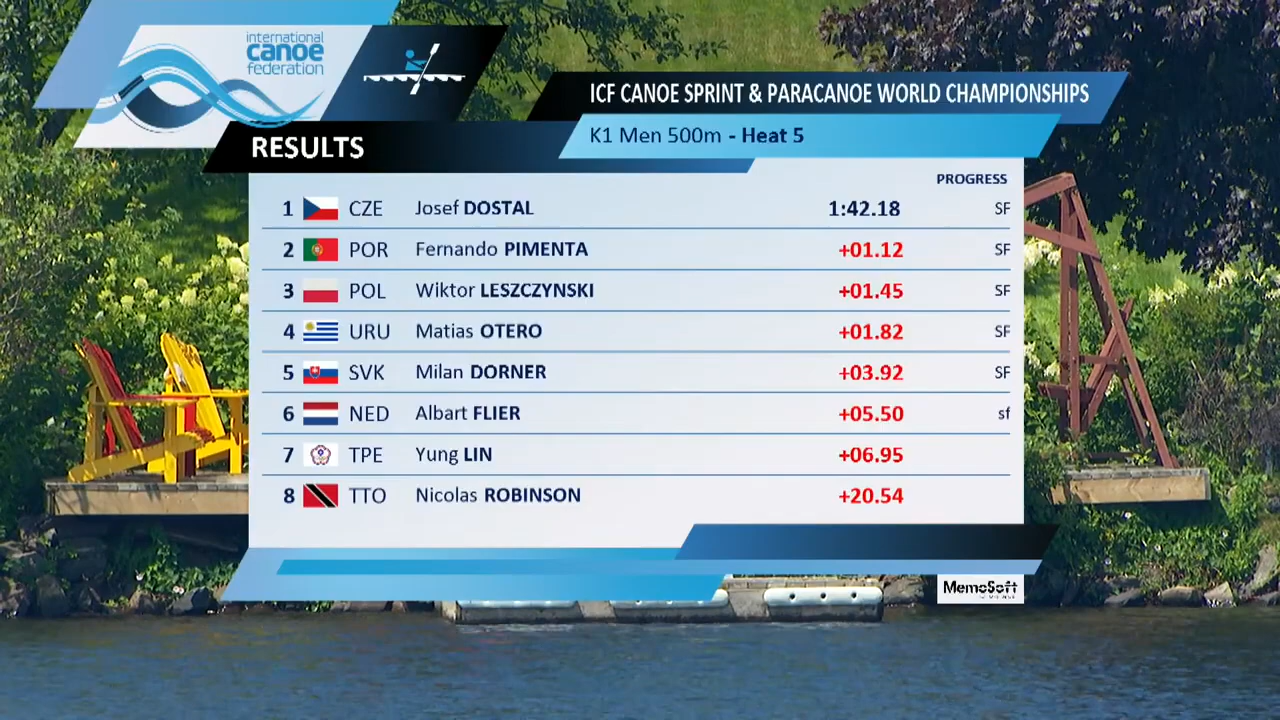 international
canoe
federation
ICF CANOE SPRINT & PARACANOE WORLD CHAMPIONSHIPS
K1 Men 500m - Heat 5
RESULTS
PROGRESS
1 CZE Josef DOSTAL 1:42.18 SF
2 POR Fernando PIMENTA +01.12 SF
3 POL Wiktor LESZCZYNSKI +01.45 SF
4 URU Matias OTERO +01.82 SF
5 SVK Milan DORNER +03.92 SF
6 NED Albart FLIER +05.50 sf
7 TPE Yung LIN +06.95
8 TTO Nicolas ROBINSON +20.54
MemoSoft